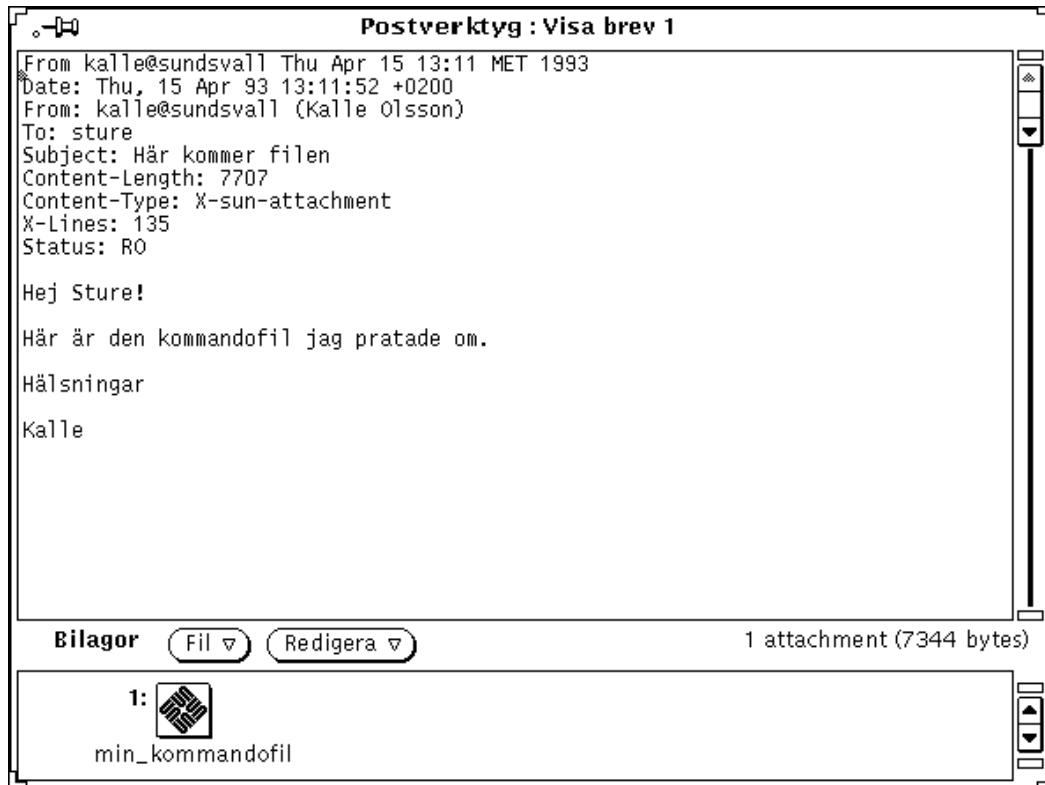 Postverktyg : Visa brev 1
From kalle@sundsvall Thu Apr 15 13:11 MET 1993
Date: Thu, 15 Apr 93 13:11:52 +0200
From: kalle@sundsvall (Kalle Olsson)
To: sture
Subject: Här kommer filen
Content-Length: 7707
Content-Type: X-sun-attachment
X-Lines: 135
Status: RO
Hej Sture!
Här är den kommandofil jag pratade om.
Hälsningar
Kalle
Bilagor Fil Redigera 1 attachment (7344 bytes)
1:
min_kommandofil